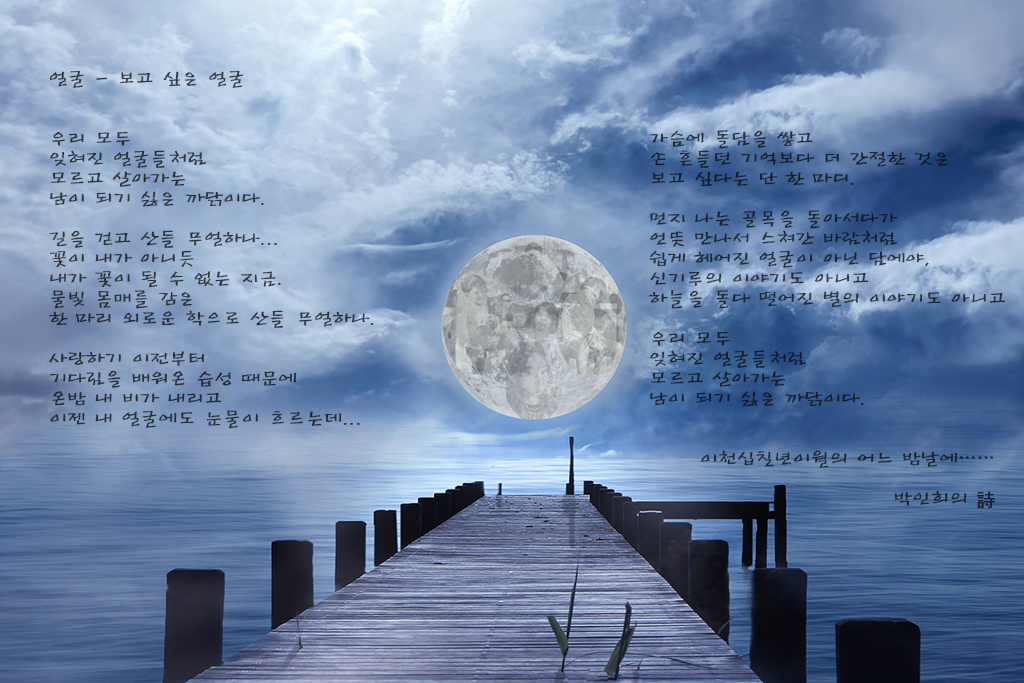 얼굴 - 보고 싶은 얼굴
우리 모두
잊혀진 얼굴들처럼
모르고 살아가는
남이 되기 싫은 까닭이다.
길을 걷고 산들 무얼하나...
꽃이 내가 아니듯
내가 꽃이 될 수 없는 지금.
물빛 몸매를 감은
한 마리 외로운 학으로 산들 무얼하나.
사랑하기 이전부터
기다림을 배워온 습성 때문에
온밤 내 비가 내리고
이젠 내 얼굴에도 눈물이 흐르는데...
가슴에 돌담을 쌓고
손 흔들던 기억보다 더 간절한 것은
보고 싶다는 단 한 마디.
먼지 나는 골목을 돌아서다가
언뜻 만나서 스쳐간 바람처럼
쉽게 헤어진 얼굴이 아닌 담에야,
신기루의 이야기도 아니고
하늘을 돌다 떨어진 별의 이야기도 아니고
우리 모두
잊혀진 얼굴들처럼
모르고 살아가는
남이 되기 싫은 까닭이다.
이천십칠년이월의 어느 밤날에……
박인희의 詩